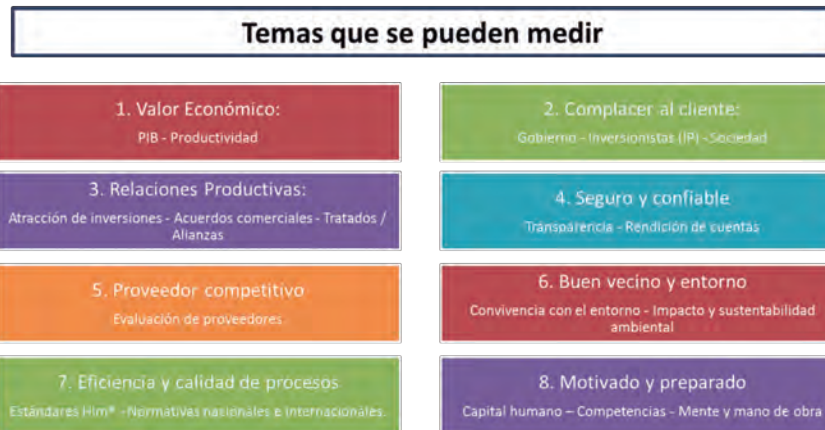 Temas que se pueden medir
1. Valor Económico:
PIB - Productividad
2. Complacer al cliente:
Gobierno - Inversionistas (IP) - Sociedad
3. Relaciones Productivas:
Atracción de inversiones - Acuerdos comerciales - Tratados /
Alianzas
4. Seguro y confiable
Transparencia - Rendición de cuentas
5. Proveedor competitivo
Evaluación de proveedores
6. Buen vecino y entorno
Convivencia con el entorno - Impacto y sustentabilidad
ambiental
7. Eficiencia y calidad de procesos
Estándares - Normativas nacionales e internacionales.
8. Motivado y preparado
Capital humano – Competencias - Mente y mano de obra